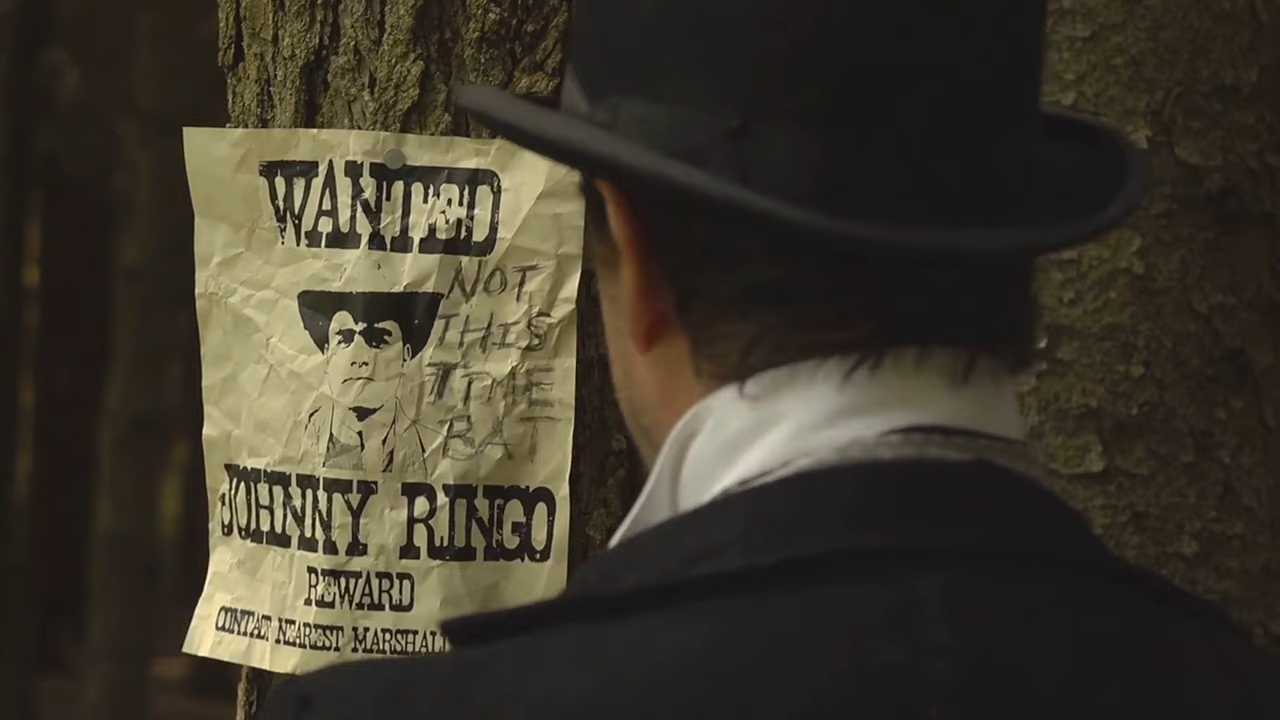 WANTED
NOT
THIS
TIME
BAT
JOHNNY RINGO
REWARD
CONTACT NEAREST MARSHALL